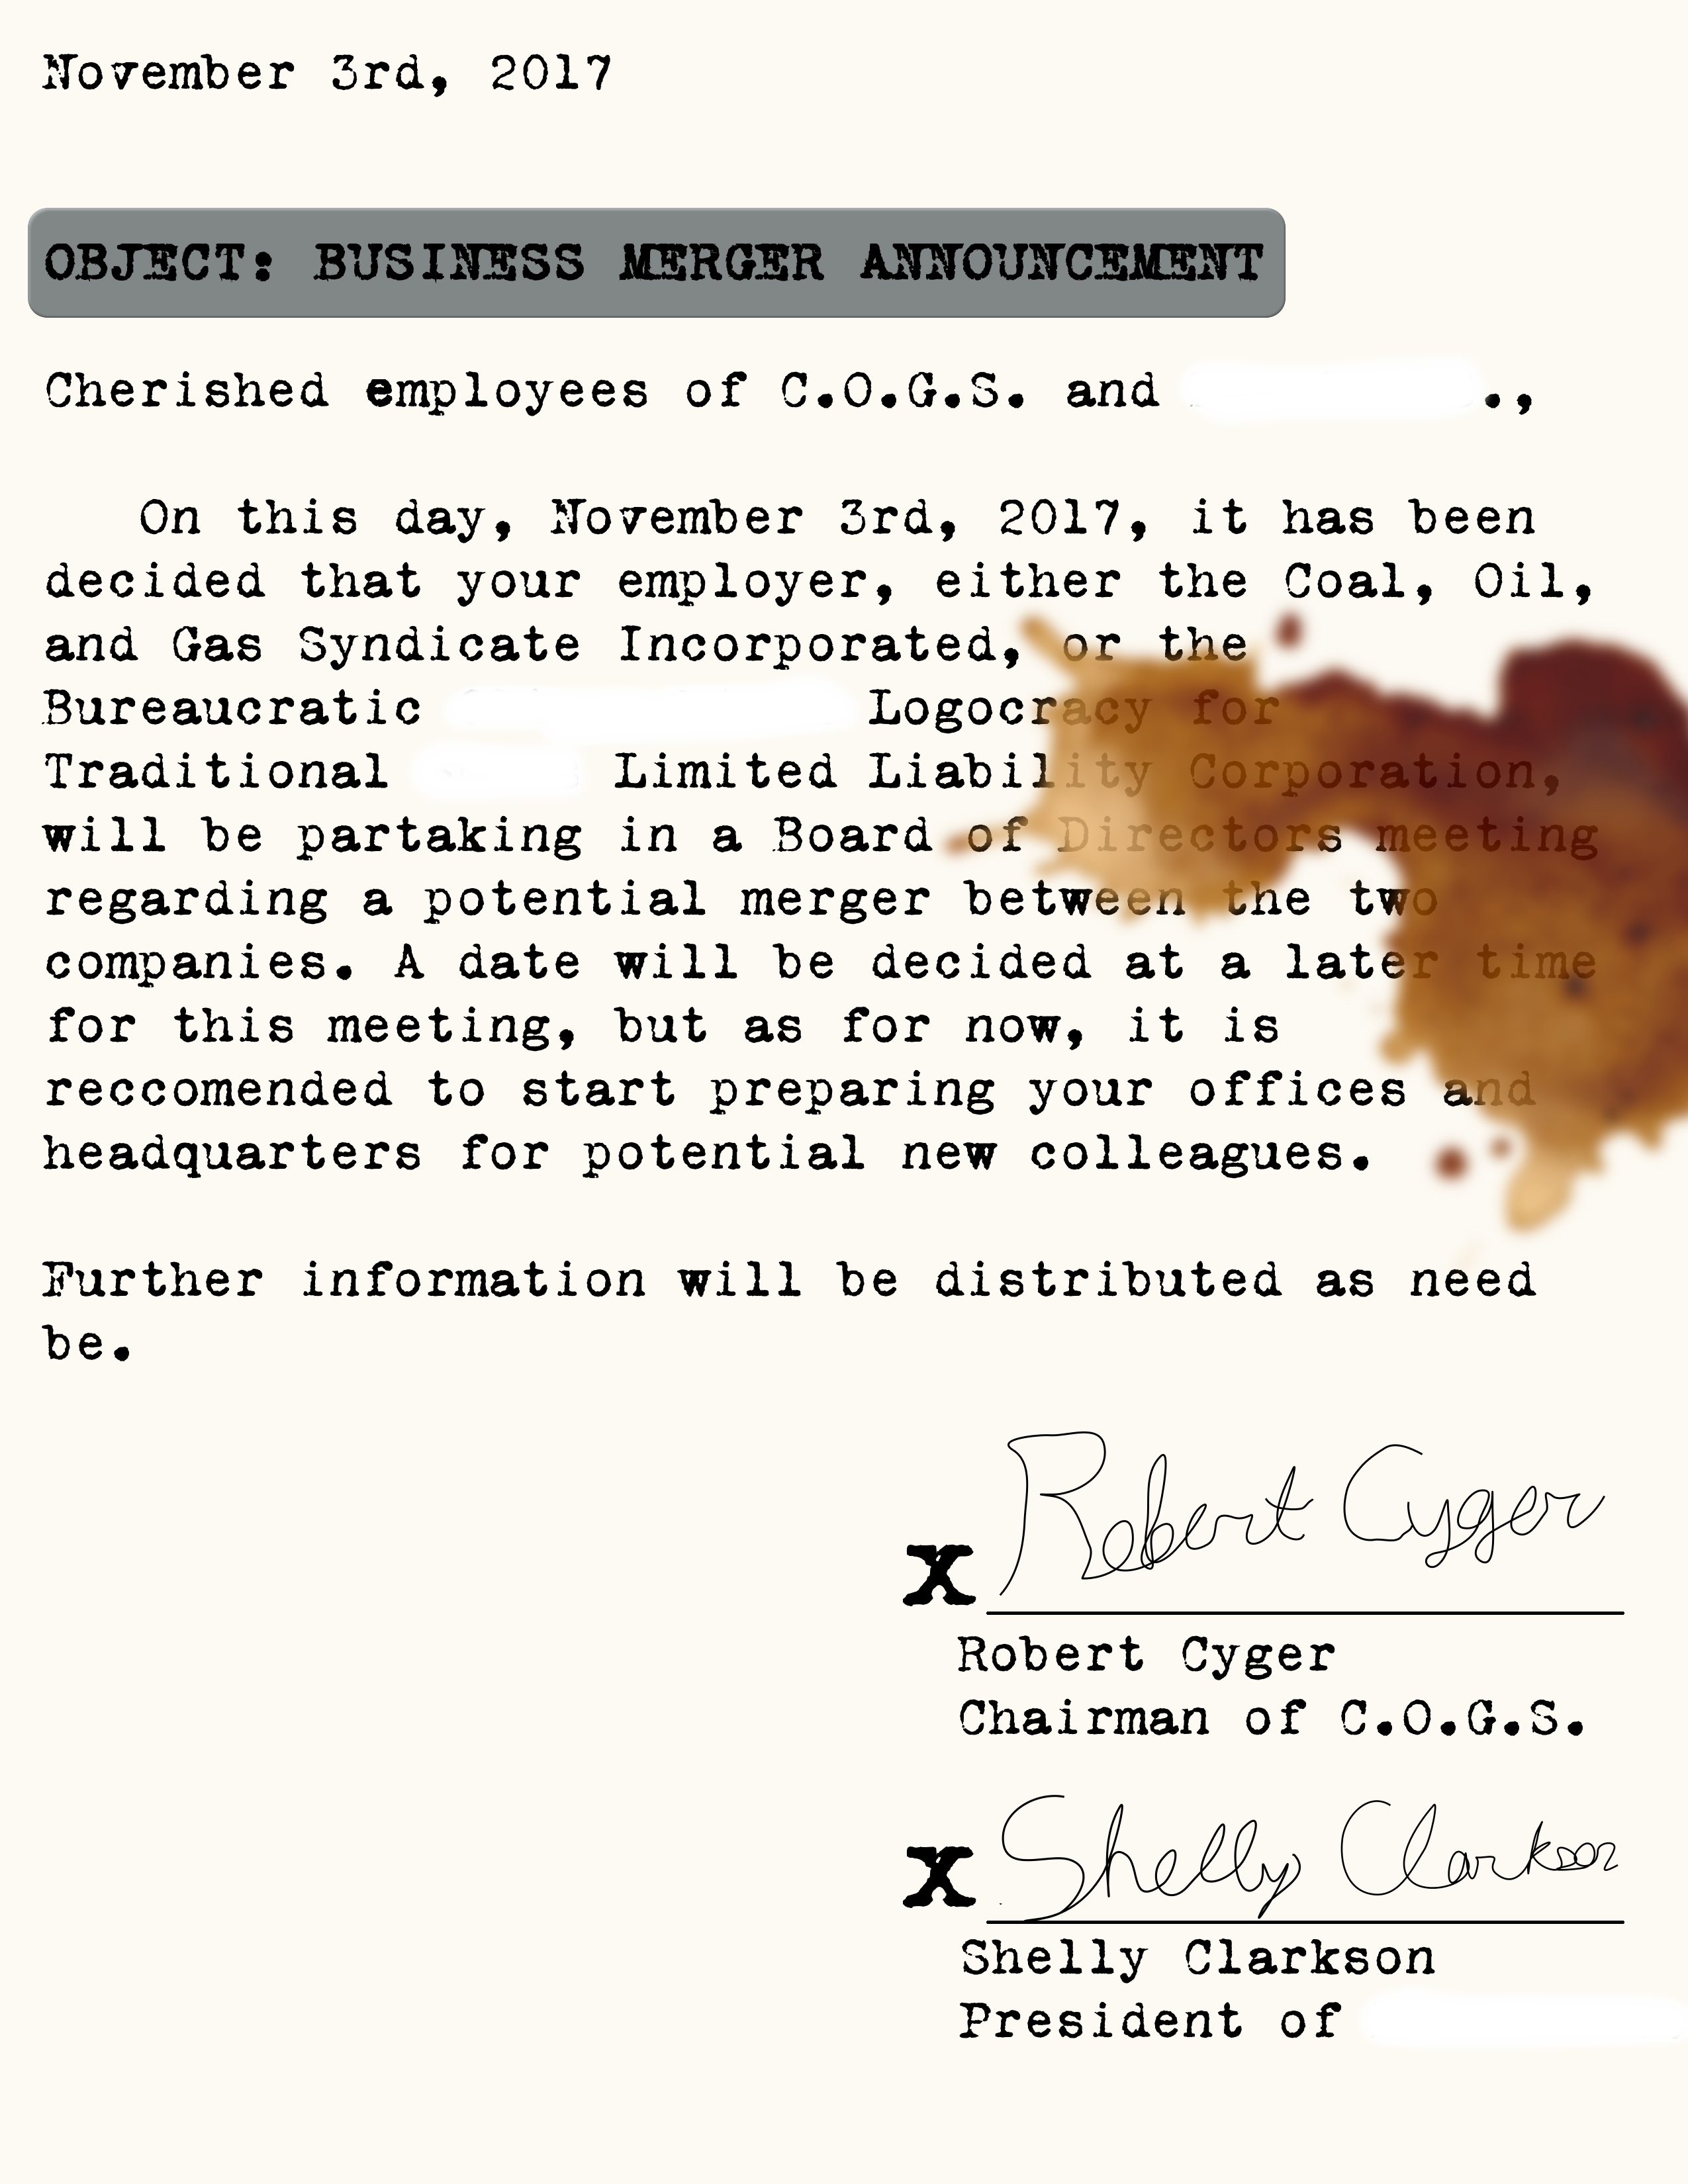 November 3rd, 2017
OBJECT: BUSINESS MERGER ANNOUNCEMENT
Cherished employees of C.O.G.S. and .,
On this day, November 3rd, 2017, it has been
decided that your employer, either the Coal, Oil,
and Gas Syndicate Incorporated, or the
Bureaucratic Logocracy for
Traditional Limited Liability Corporation,
will be partaking in a Board of Directors meeting
regarding a potential merger between the two
companies. A date will be decided at a later time
for this meeting, but as for now, it is
reccomended to start preparing your offices and
headquarters for potential new colleagues.
Further information will be distributed as need
be.
X Robert Cyger
Robert Cyger
Chairman of C.O.G.S.
X Shelly Clarkson
Shelly Clarkson
President of